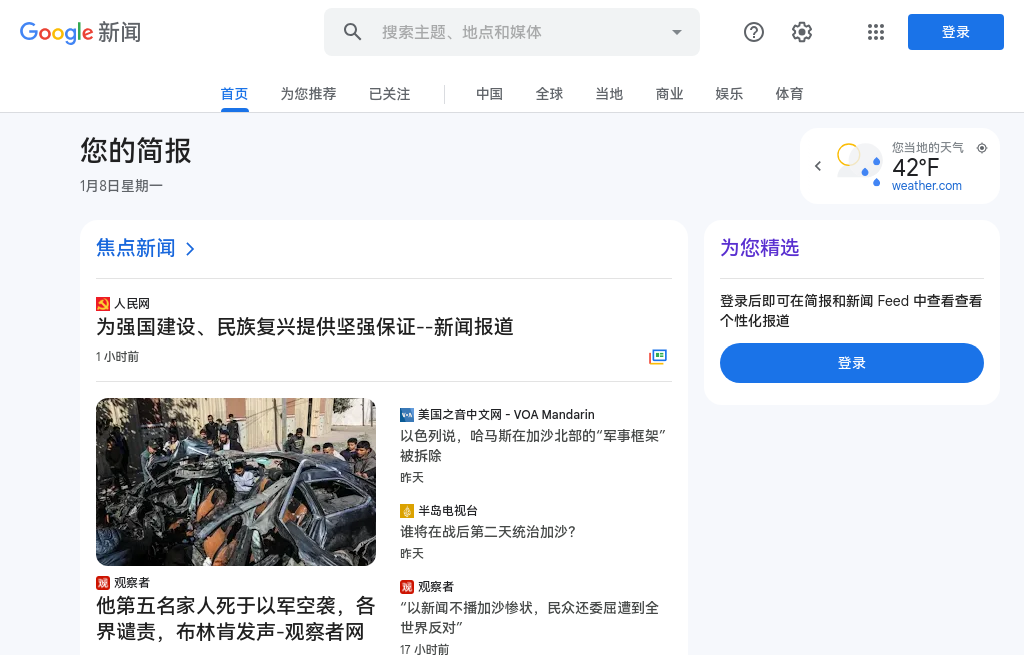 Google 新闻
搜索主题、地点和媒体
登录
首页
为您推荐
已关注
中国
全球
当地
商业
娱乐
体育
您的简报
1月8日星期一
您当地的天气
42°F
weather.com
焦点新闻
人民网
为强国建设、民族复兴提供坚强保证--新闻报道
1 小时前
观察者
他第五名家人死于以军空袭，各
界谴责，布林肯发声-观察者网
VOA
美国之音中文网 - VOA Mandarin
以色列说，哈马斯在加沙北部的“军事框架”
被拆除
昨天
半岛电视台
谁将在战后第二天统治加沙？
昨天
观察者
“以新闻不播加沙惨状，民众还委屈遭到全
世界反对”
17 小时前
为您精选
登录后即可在简报和新闻 Feed 中查看查看
个性化报道
登录